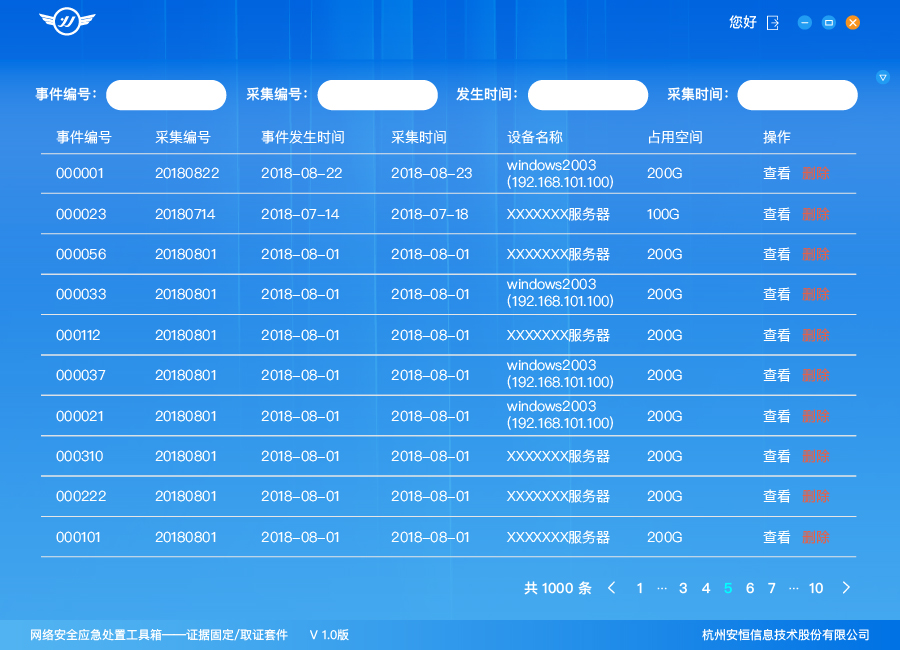 您好
事件编号： 采集编号： 发生时间： 采集时间：
事件编号 采集编号 事件发生时间 采集时间 设备名称 占用空间 操作
000001 20180822 2018-08-22 2018-08-23 windows2003 (192.168.101.100) 200G 查看 删除
000023 20180714 2018-07-14 2018-07-18 XXXXXXX服务器 100G 查看 删除
000056 20180801 2018-08-01 2018-08-01 XXXXXXX服务器 200G 查看 删除
000033 20180801 2018-08-01 2018-08-01 windows2003 (192.168.101.100) 200G 查看 删除
000112 20180801 2018-08-01 2018-08-01 XXXXXXX服务器 200G 查看 删除
000037 20180801 2018-08-01 2018-08-01 windows2003 (192.168.101.100) 200G 查看 删除
000021 20180801 2018-08-01 2018-08-01 windows2003 (192.168.101.100) 200G 查看 删除
000310 20180801 2018-08-01 2018-08-01 XXXXXXX服务器 200G 查看 删除
000222 20180801 2018-08-01 2018-08-01 XXXXXXX服务器 200G 查看 删除
000101 20180801 2018-08-01 2018-08-01 XXXXXXX服务器 200G 查看 删除
共 1000 条 1 ··· 3 4 5 6 7 ··· 10
网络安全应急处置工具箱——证据固定/取证套件 V 1.0版 杭州安恒信息技术股份有限公司